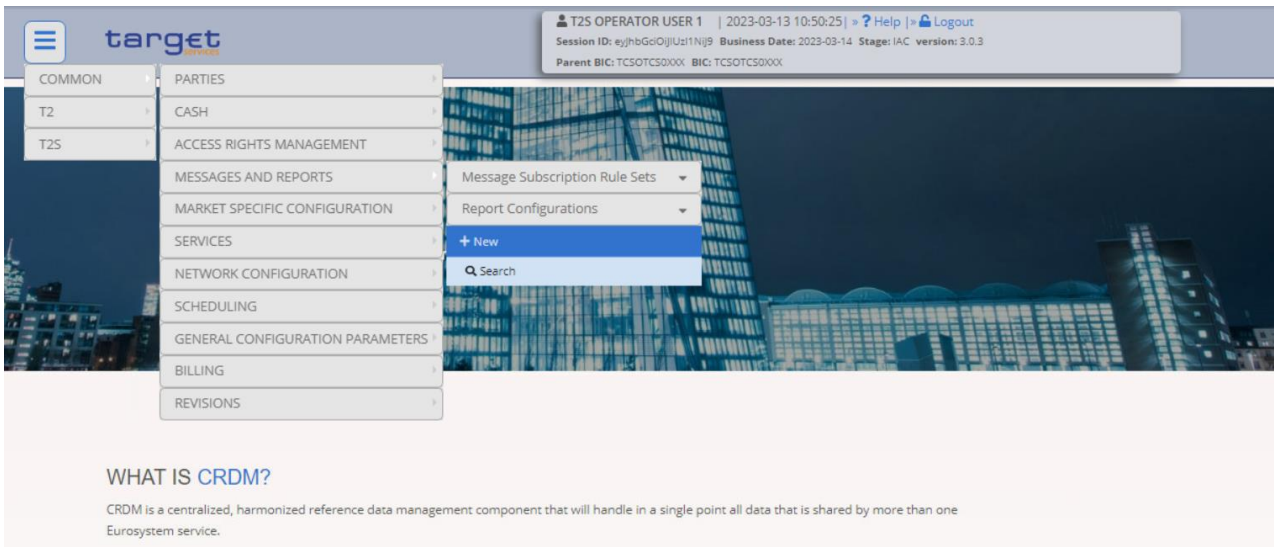 T2S OPERATOR USER 1 | 2023-03-13 10:50:25| » ? Help |» Logout
Session ID: eyJhbGciOiJIUzI1NiJ9 Business Date: 2023-03-14 Stage: IAC version: 3.0.3
Parent BIC: TCSOTCS0XXX BIC: TCSOTCS0XXX
target
services
COMMON
T2
T2S
PARTIES
CASH
ACCESS RIGHTS MANAGEMENT
MESSAGES AND REPORTS
MARKET SPECIFIC CONFIGURATION
SERVICES
NETWORK CONFIGURATION
SCHEDULING
GENERAL CONFIGURATION PARAMETERS
BILLING
REVISIONS
Message Subscription Rule Sets
Report Configurations
+ New
Search
WHAT IS CRDM?
CRDM is a centralized, harmonized reference data management component that will handle in a single point all data that is shared by more than one
Eurosystem service.